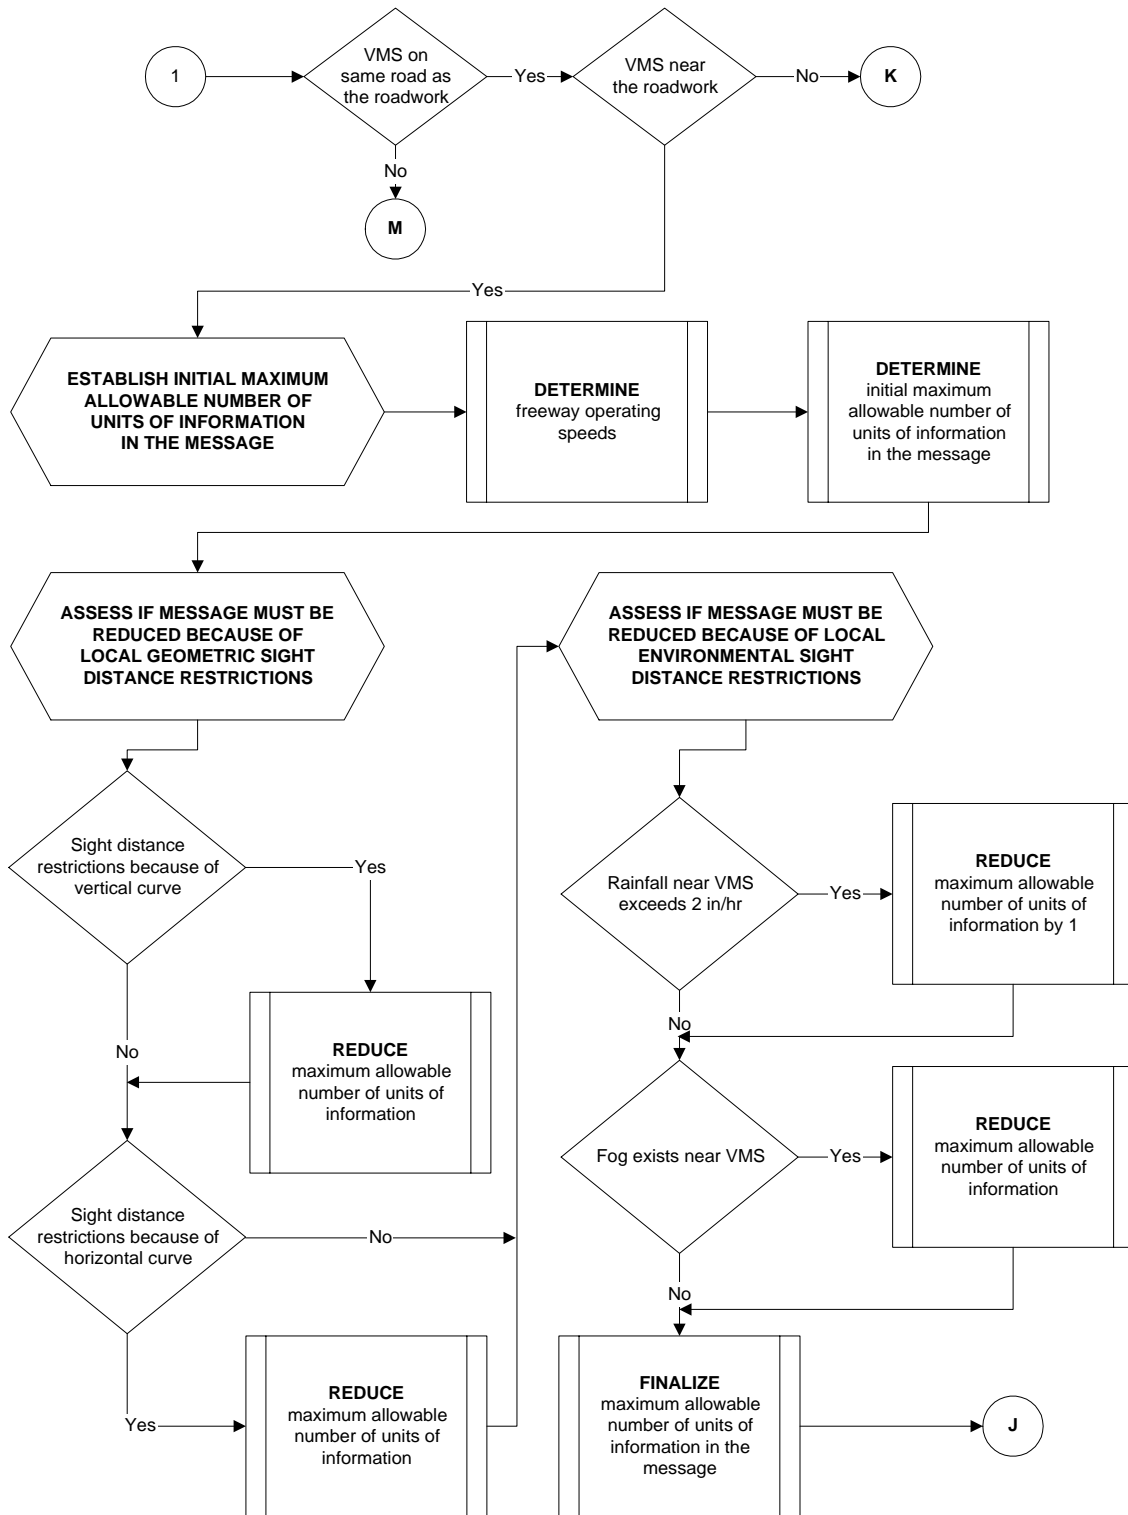 1
VMS on
same road as
the roadwork
Yes
VMS near
the roadwork
No
K
No
M
Yes
ESTABLISH INITIAL MAXIMUM
ALLOWABLE NUMBER OF
UNITS OF INFORMATION
IN THE MESSAGE
DETERMINE
freeway operating
speeds
DETERMINE
initial maximum
allowable number of
units of information
in the message
ASSESS IF MESSAGE MUST BE
REDUCED BECAUSE OF
LOCAL GEOMETRIC SIGHT
DISTANCE RESTRICTIONS
ASSESS IF MESSAGE MUST BE
REDUCED BECAUSE OF LOCAL
ENVIRONMENTAL SIGHT
DISTANCE RESTRICTIONS
Sight distance
restrictions because of
vertical curve
Yes
No
REDUCE
maximum allowable
number of units of
information
Sight distance
restrictions because of
horizontal curve
No
Yes
REDUCE
maximum allowable
number of units of
information
Rainfall near VMS
exceeds 2 in/hr
Yes
REDUCE
maximum allowable
number of units of
information by 1
No
Fog exists near VMS
Yes
REDUCE
maximum allowable
number of units of
information
No
FINALIZE
maximum allowable
number of units of
information in the
message
J